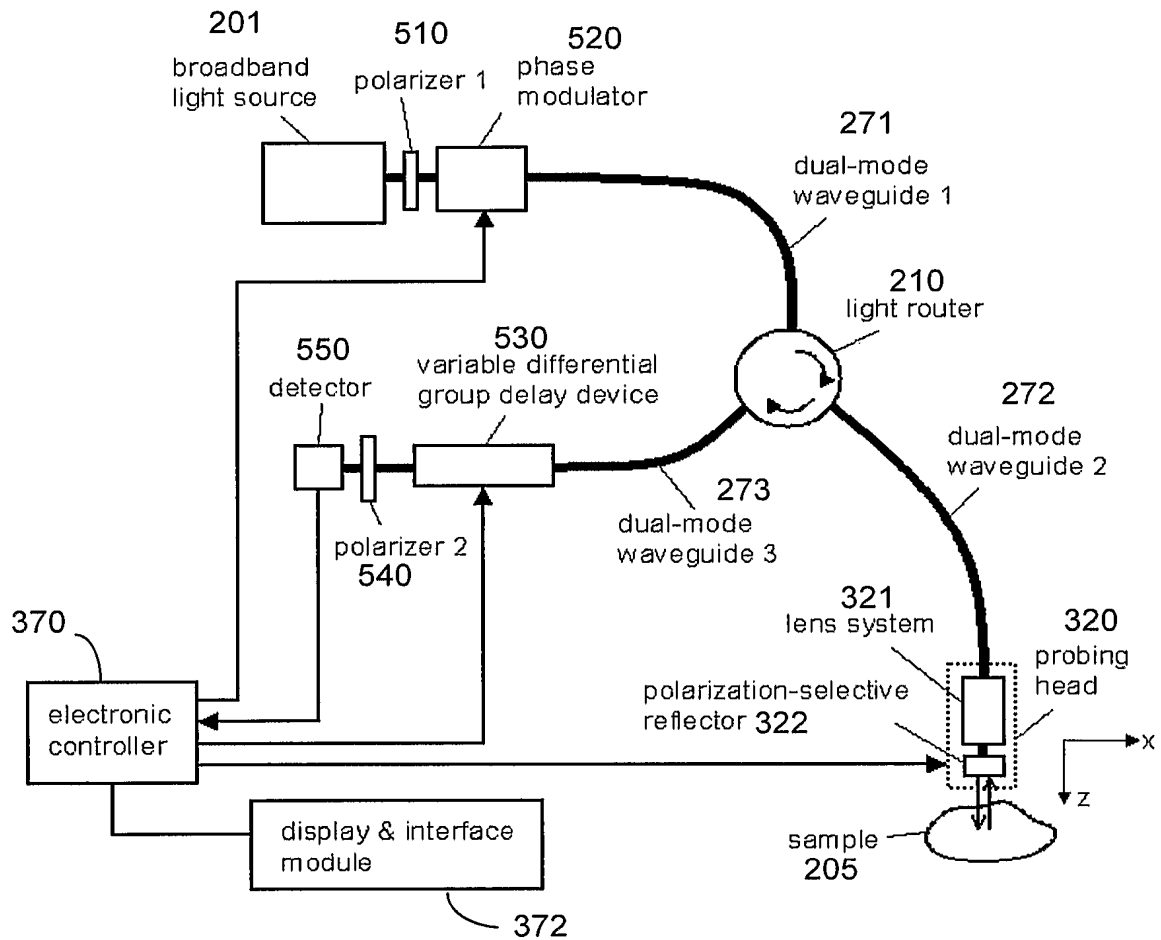 201
broadband
light source
510
polarizer 1
520
phase
modulator
271
dual-mode
waveguide 1
210
light router
550
detector
530
variable differential
group delay device
272
dual-mode
waveguide 2
273
dual-mode
waveguide 3
polarizer 2
540
321
lens system
320
probing
head
polarization-selective
reflector 322
x
z
370
electronic
controller
display & interface
module
372
sample
205